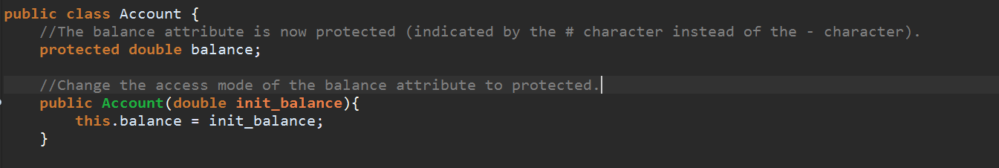 public class Account {
//The balance attribute is now protected (indicated by the # character instead of the - character).
protected double balance;
//Change the access mode of the balance attribute to protected.
public Account(double init_balance){
this.balance = init_balance;
}